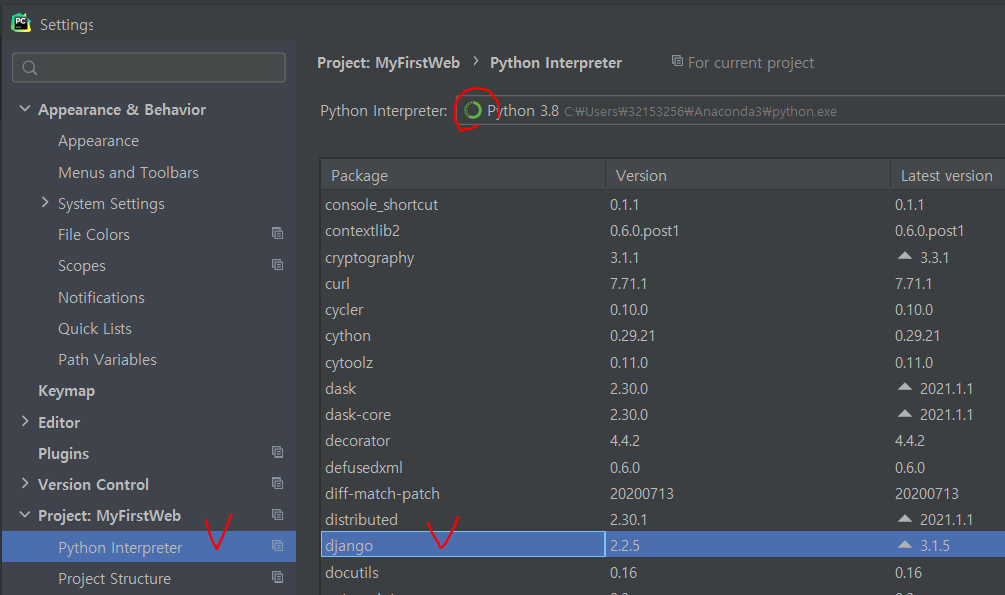 PC Settings
Project: MyFirstWeb > Python Interpreter For current project
Python Interpreter: Python 3.8 C:₩Users₩32153256₩Anaconda3₩python.exe
Appearance & Behavior
Appearance
Menus and Toolbars
System Settings
File Colors
Scopes
Notifications
Quick Lists
Path Variables
Keymap
Editor
Plugins
Version Control
Project: MyFirstWeb
Python Interpreter
Project Structure
Package Version Latest version
console_shortcut 0.1.1 0.1.1
contextlib2 0.6.0.post1 0.6.0.post1
cryptography 3.1.1 3.3.1
curl 7.71.1 7.71.1
cycler 0.10.0 0.10.0
cython 0.29.21 0.29.21
cytoolz 0.11.0 0.11.0
dask 2.30.0 2021.1.1
dask-core 2.30.0 2021.1.1
decorator 4.4.2 4.4.2
defusedxml 0.6.0 0.6.0
diff-match-patch 20200713 20200713
distributed 2.30.1 2021.1.1
django 2.2.5 3.1.5
docutils 0.16 0.16